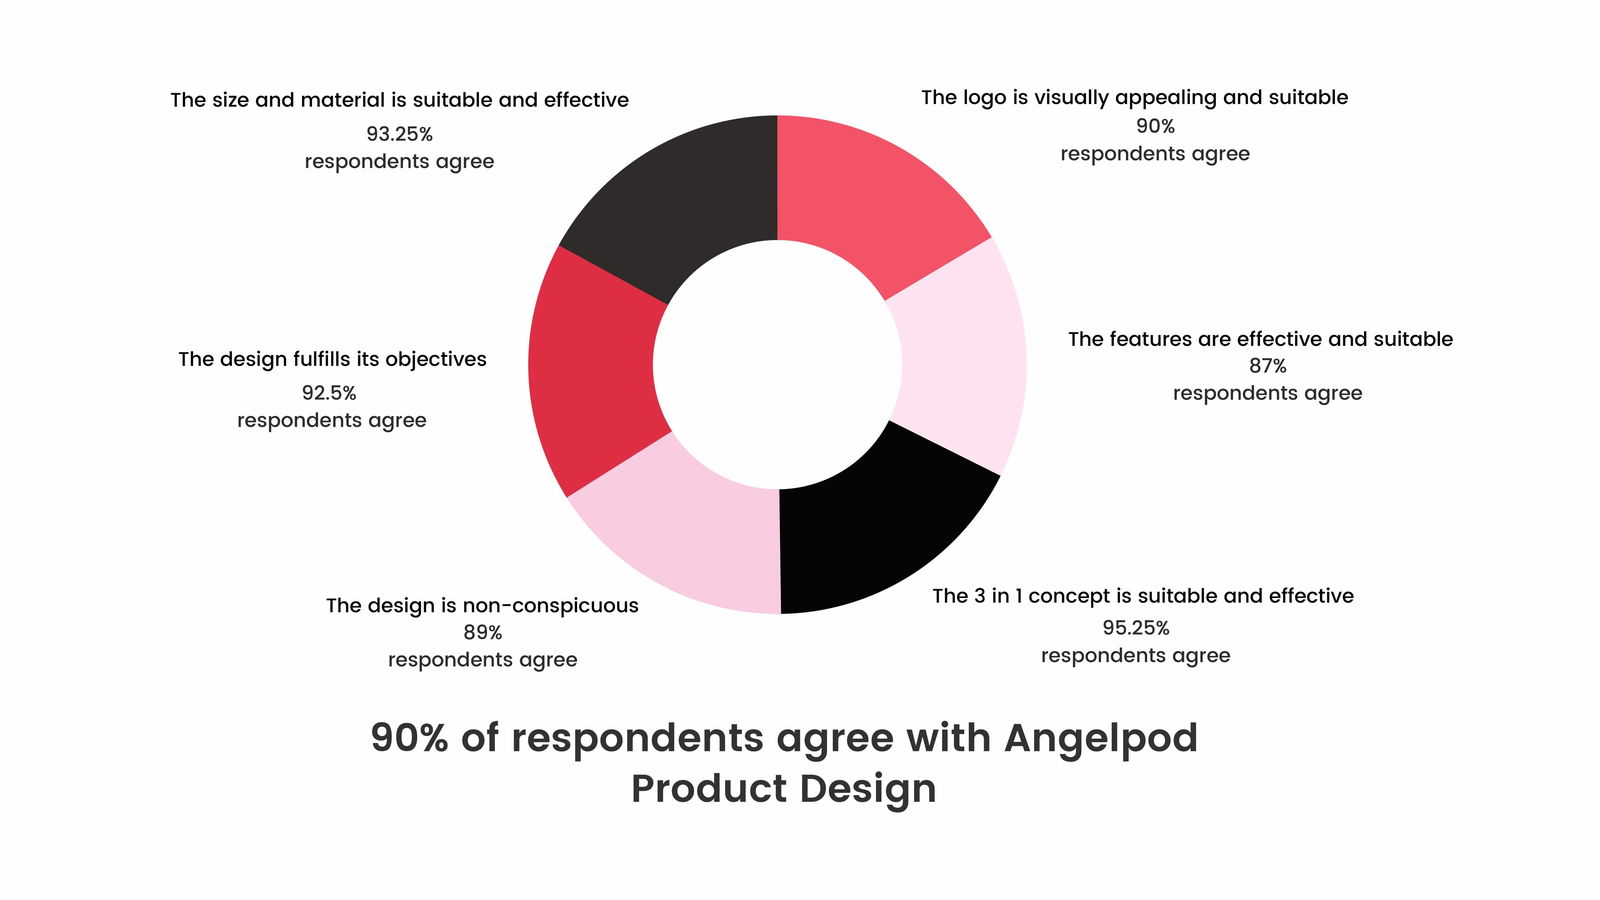 The size and material is suitable and effective
93.25%
respondents agree
The logo is visually appealing and suitable
90%
respondents agree
The design fulfills its objectives
92.5%
respondents agree
The features are effective and suitable
87%
respondents agree
The design is non-conspicuous
89%
respondents agree
The 3 in 1 concept is suitable and effective
95.25%
respondents agree
90% of respondents agree with Angelpod
Product Design